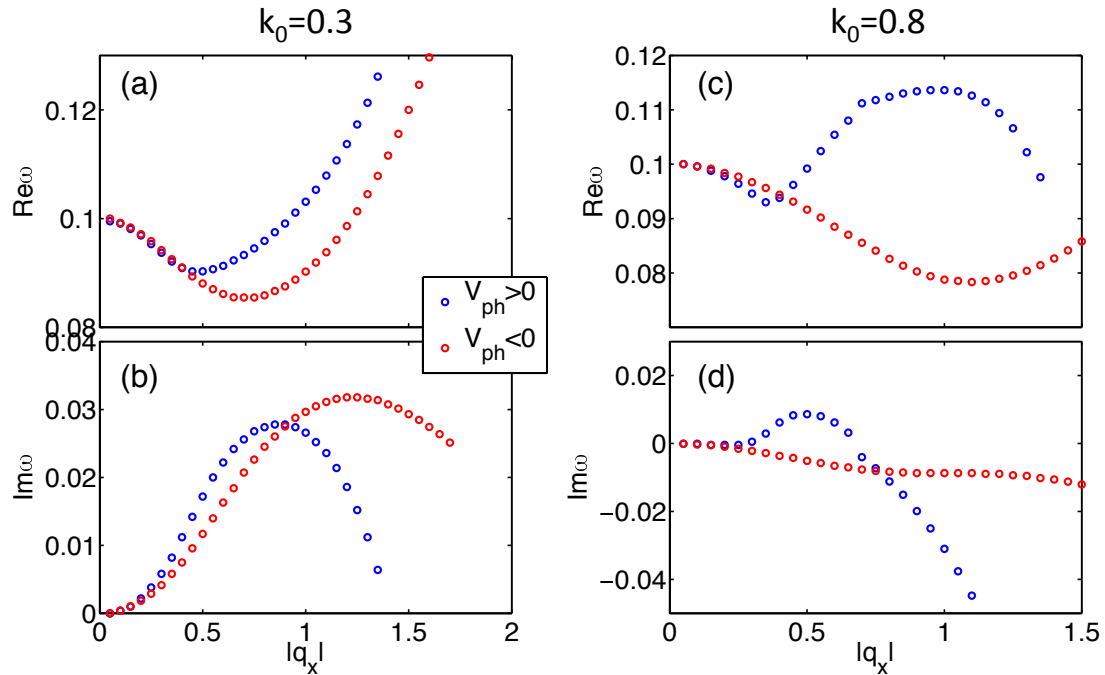 k₀=0.3
k₀=0.8
(a)
0.12
0.1
0.08
Reω
(c)
0.12
0.11
0.1
0.09
0.08
Reω
V_ph>0
V_ph<0
(b)
0.04
0.03
0.02
0.01
0
Imω
0 0.5 1 1.5 2
|q_x|
(d)
0.02
0
−0.02
−0.04
Imω
0 0.5 1 1.5
|q_x|